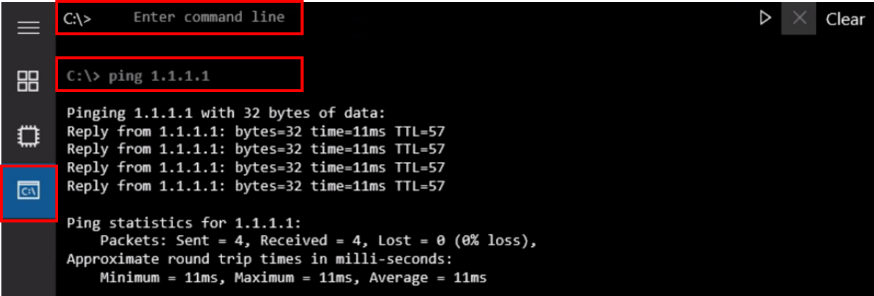 C:\> Enter command line
Clear
C:\> ping 1.1.1.1
Pinging 1.1.1.1 with 32 bytes of data:
Reply from 1.1.1.1: bytes=32 time=11ms TTL=57
Reply from 1.1.1.1: bytes=32 time=11ms TTL=57
Reply from 1.1.1.1: bytes=32 time=11ms TTL=57
Reply from 1.1.1.1: bytes=32 time=11ms TTL=57
C:\
Ping statistics for 1.1.1.1:
Packets: Sent = 4, Received = 4, Lost = 0 (0% loss),
Approximate round trip times in milli-seconds:
Minimum = 11ms, Maximum = 11ms, Average = 11ms